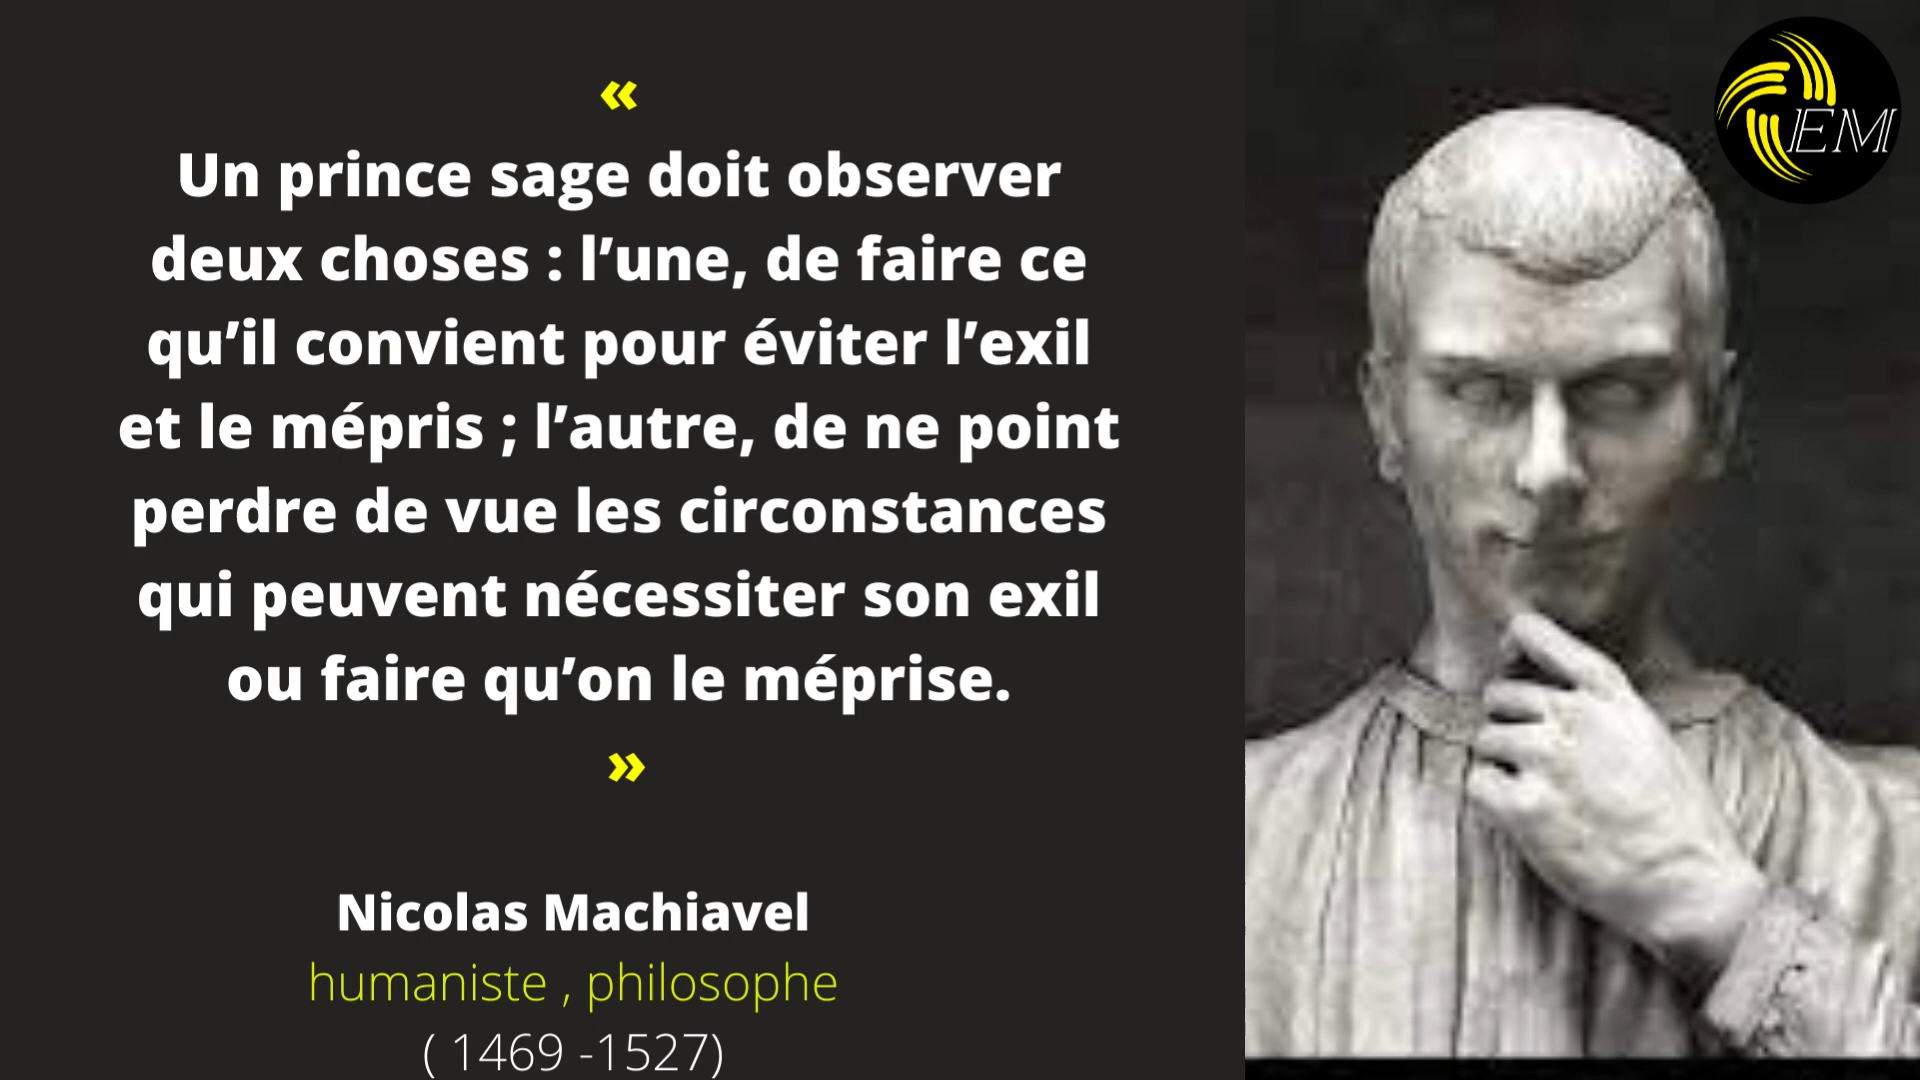 «
Un prince sage doit observer
deux choses : l’une, de faire ce
qu’il convient pour éviter l’exil
et le mépris ; l’autre, de ne point
perdre de vue les circonstances
qui peuvent nécessiter son exil
ou faire qu’on le méprise.
»
Nicolas Machiavel
humaniste , philosophe
( 1469 -1527)
EMI